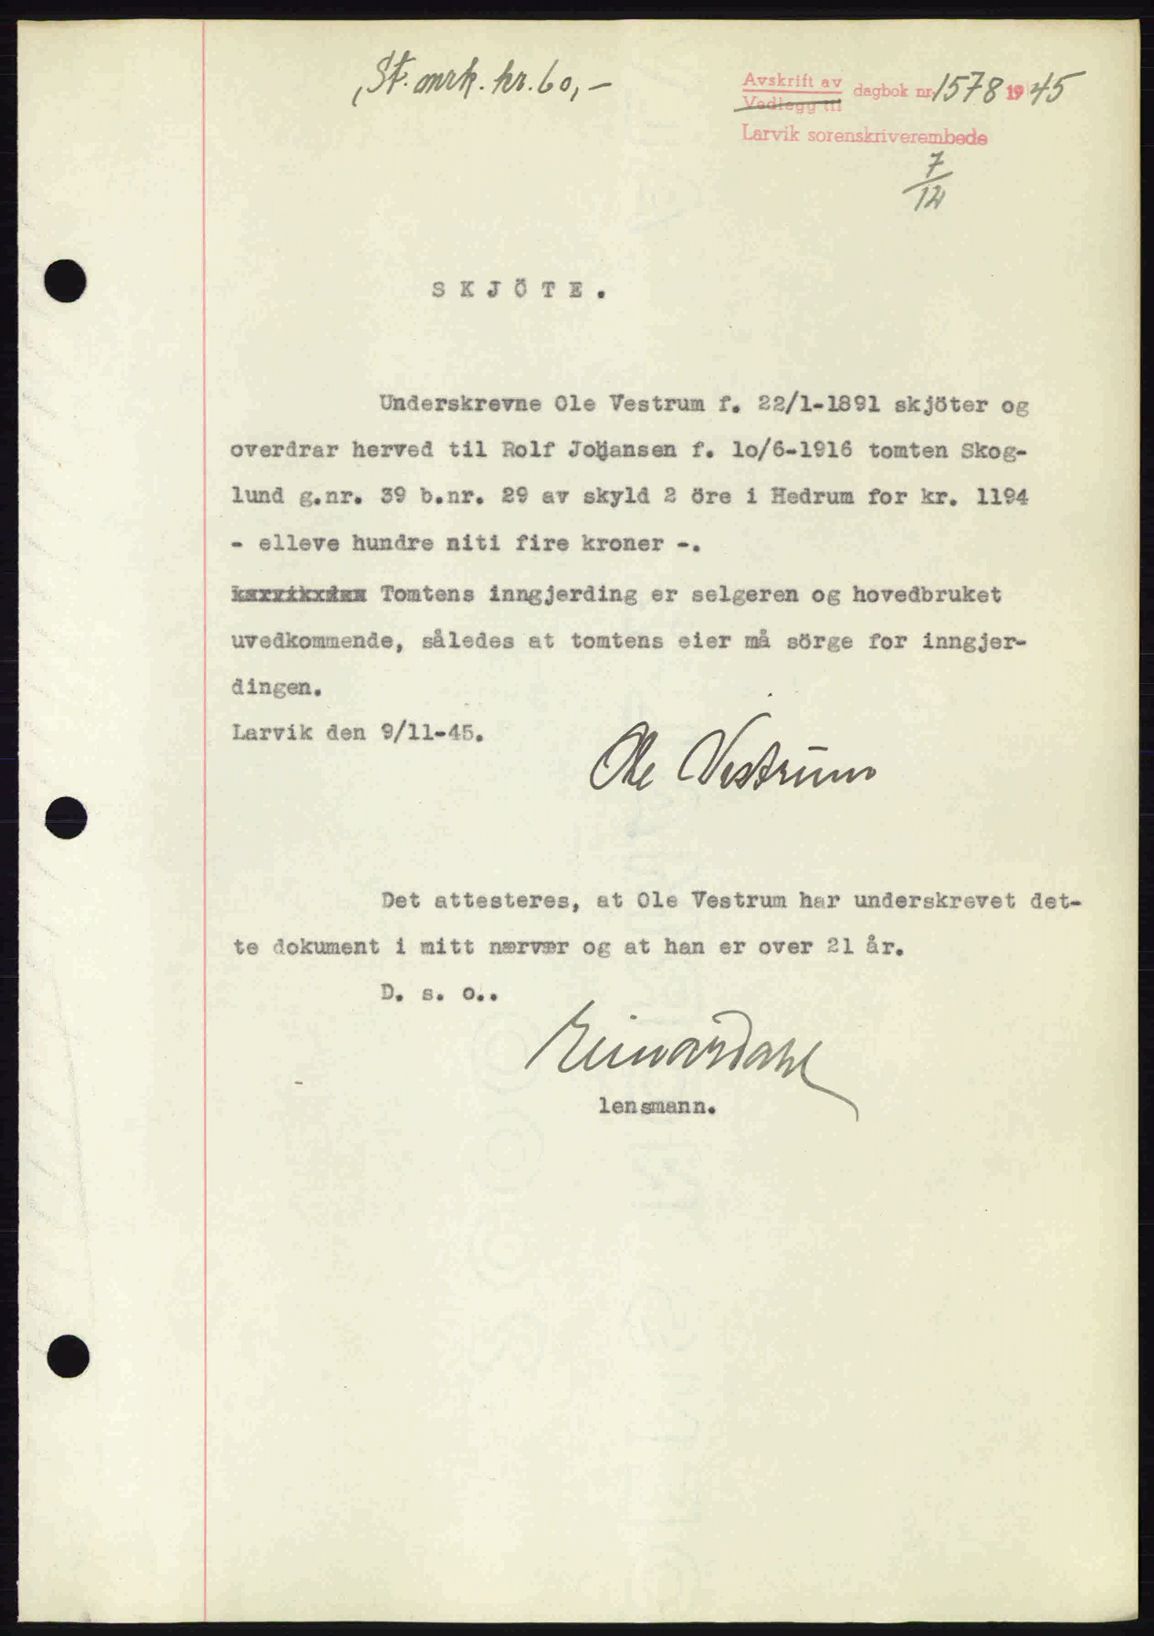 St. mrk. kr. 60,-
Avskrift av
Vedlegg til
dagbok nr. 1578 1945
Larvik sorenskriverembede
7/12
SKJÖTE.
Underskrevne Ole Vestrum f. 22/1-1891 skjöter og
overdrar herved til Rolf Johansen f. 10/6-1916 tomten Skog-
lund g.nr. 39 b.nr. 29 av skyld 2 öre i Hedrum for kr. 1194
- elleve hundre niti fire kroner -.
Tomtens inngjerding er selgeren og hovedbruket
uvedkommende, således at tomtens eier må sörge for inngjer-
dingen.
Larvik den 9/11-45.
Ole Vestrum
Det attesteres, at Ole Vestrum har underskrevet det-
te dokument i mitt nærvær og at han er over 21 år.
D. s. o..
lensmann.